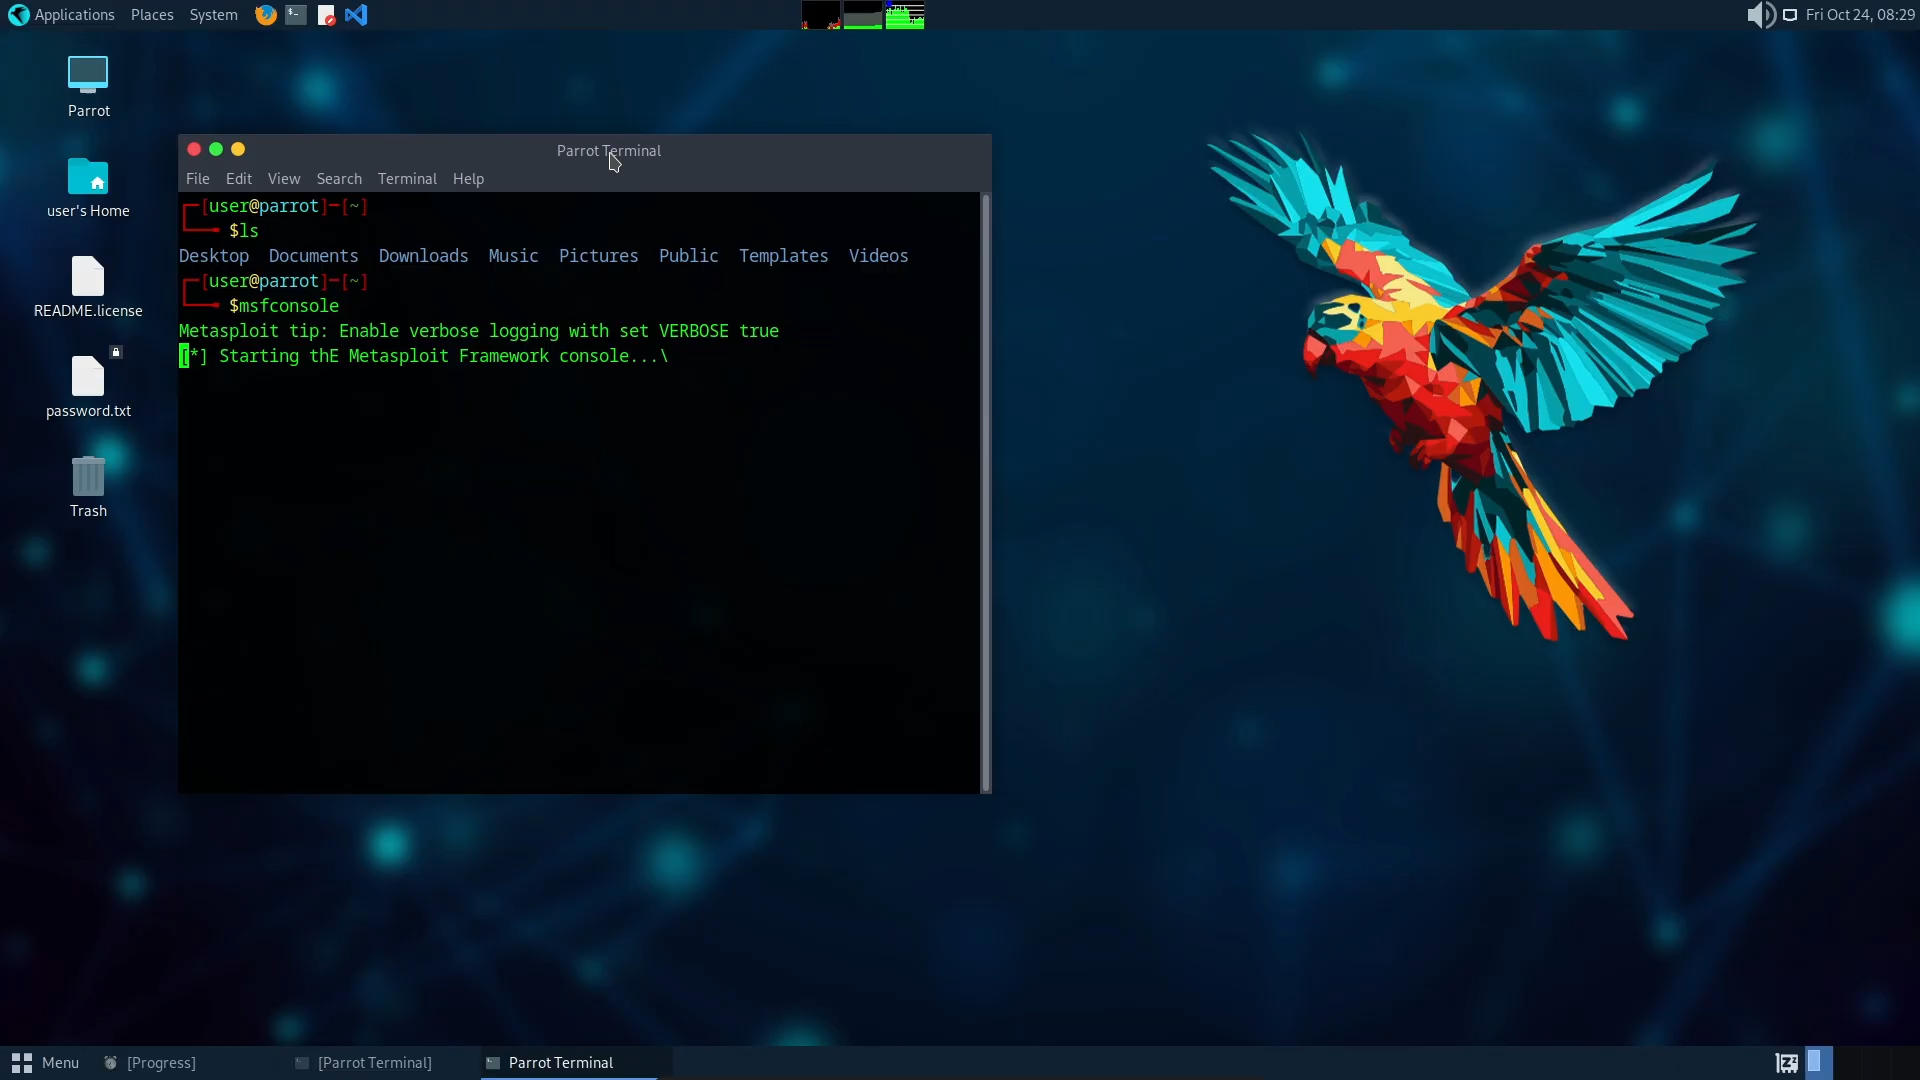 Applications Places System
Fri Oct 24, 08:29
Parrot
user's Home
README.license
password.txt
Trash
Parrot Terminal
File Edit View Search Terminal Help
┌─[user@parrot]─[~]
└──╼ $ls
Desktop Documents Downloads Music Pictures Public Templates Videos
┌─[user@parrot]─[~]
└──╼ $msfconsole
Metasploit tip: Enable verbose logging with set VERBOSE true
[*] Starting thE Metasploit Framework console...\
Menu [Progress] [Parrot Terminal] Parrot Terminal